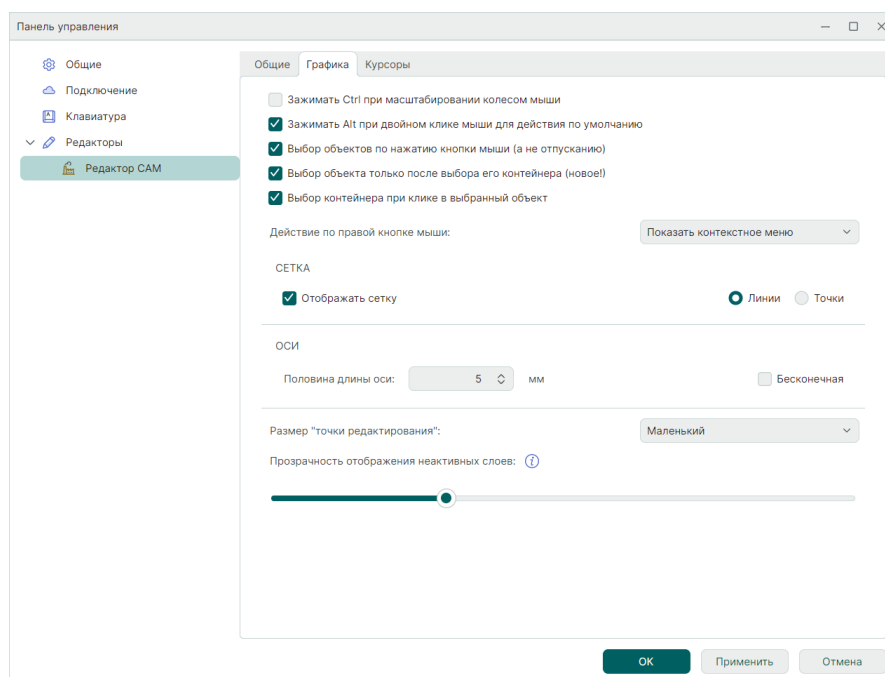 Панель управления
Общие
Подключение
Клавиатура
Редакторы
Редактор CAM
Общие Графика Курсоры
Зажимать Ctrl при масштабировании колесом мыши
Зажимать Alt при двойном клике мыши для действия по умолчанию
Выбор объектов по нажатию кнопки мыши (а не отпусканию)
Выбор объекта только после выбора его контейнера (новое!)
Выбор контейнера при клике в выбранный объект
Действие по правой кнопке мыши: Показать контекстное меню
СЕТКА
Отображать сетку Линии Точки
ОСИ
Половина длины оси: 5 мм Бесконечная
Размер "точки редактирования": Маленький
Прозрачность отображения неактивных слоев:
ОК Применить Отмена